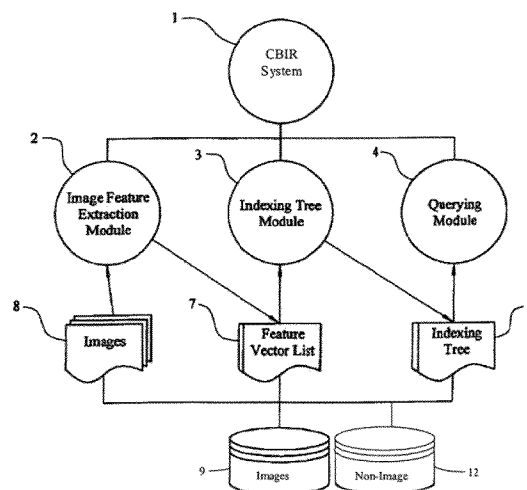 1
CBIR
System
2
3
4
Image Feature
Extraction
Module
Indexing Tree
Module
Querying
Module
8
7
Images
Feature
Vector List
Indexing
Tree
9
Images
Non-Image
12